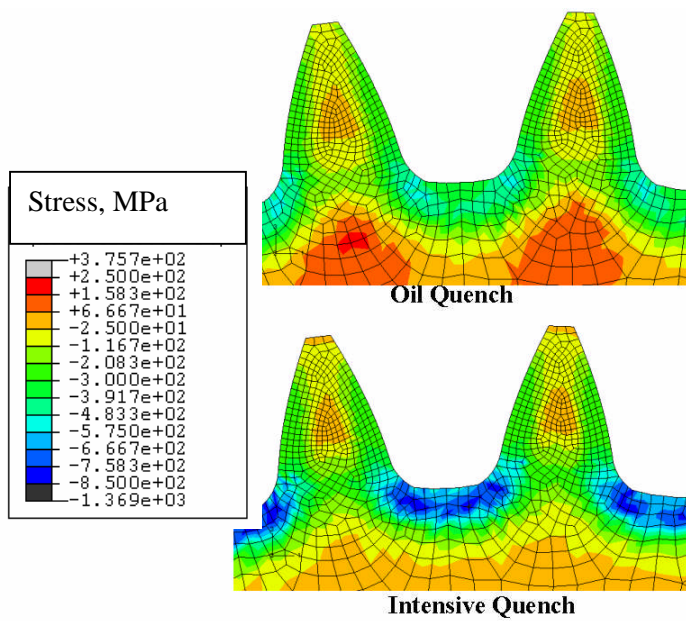 Stress, MPa
+3.757e+02
+2.500e+02
+1.583e+02
+6.667e+01
-2.500e+01
-1.167e+02
-2.083e+02
-3.000e+02
-3.917e+02
-4.833e+02
-5.750e+02
-6.667e+02
-7.583e+02
-8.500e+02
-1.369e+03
Oil Quench
Intensive Quench